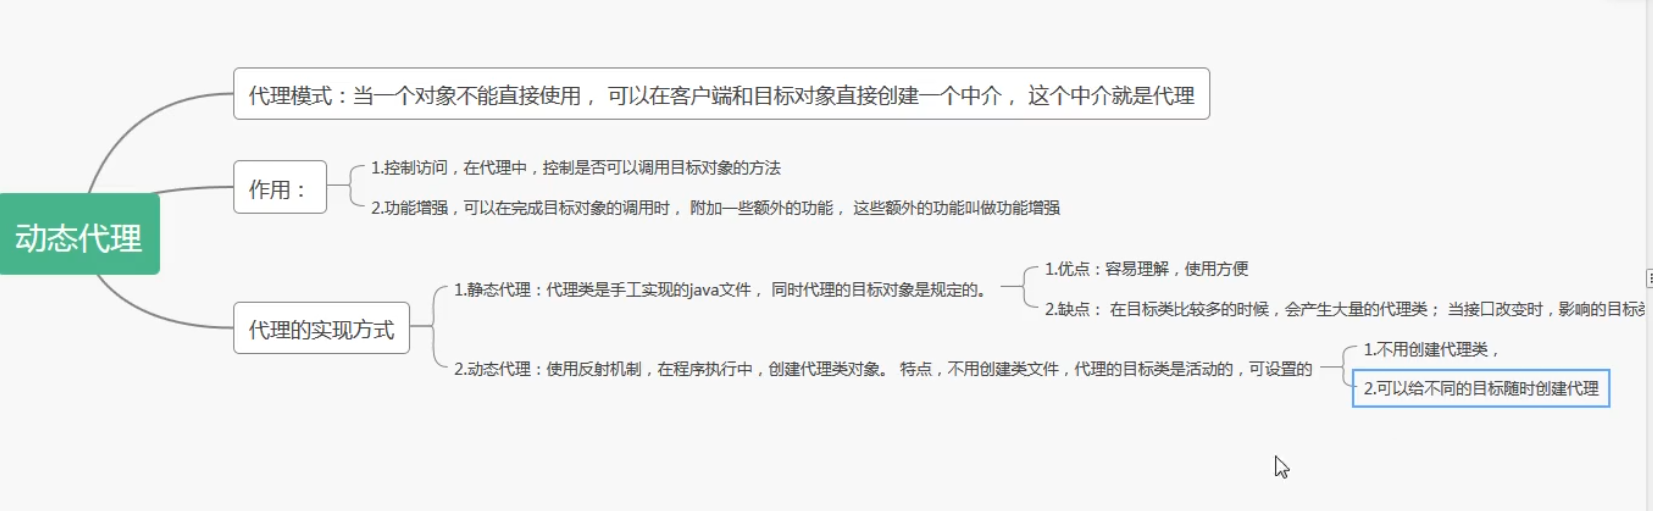 代理模式：当一个对象不能直接使用， 可以在客户端和目标对象直接创建一个中介， 这个中介就是代理
作用：
1.控制访问，在代理中，控制是否可以调用目标对象的方法
2.功能增强，可以在完成目标对象的调用时， 附加一些额外的功能， 这些额外的功能叫做功能增强
动态代理
代理的实现方式
1.静态代理：代理类是手工实现的java文件， 同时代理的目标对象是规定的。
1.优点：容易理解，使用方便
2.缺点： 在目标类比较多的时候，会产生大量的代理类； 当接口改变时，影响的目标
2.动态代理：使用反射机制，在程序执行中，创建代理类对象。 特点，不用创建类文件，代理的目标类是活动的，可设置的
1.不用创建代理类，
2.可以给不同的目标随时创建代理